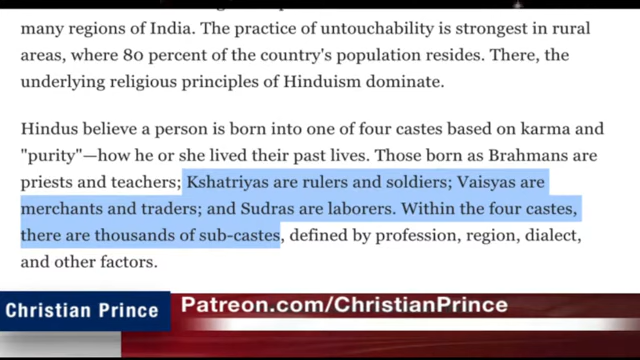 many regions of India. The practice of untouchability is strongest in rural
areas, where 80 percent of the country's population resides. There, the
underlying religious principles of Hinduism dominate.
Hindus believe a person is born into one of four castes based on karma and
"purity"—how he or she lived their past lives. Those born as Brahmans are
priests and teachers; Kshatriyas are rulers and soldiers; Vaisyas are
merchants and traders; and Sudras are laborers. Within the four castes,
there are thousands of sub-castes, defined by profession, region, dialect,
and other factors.
Christian Prince
Patreon.com/ChristianPrince